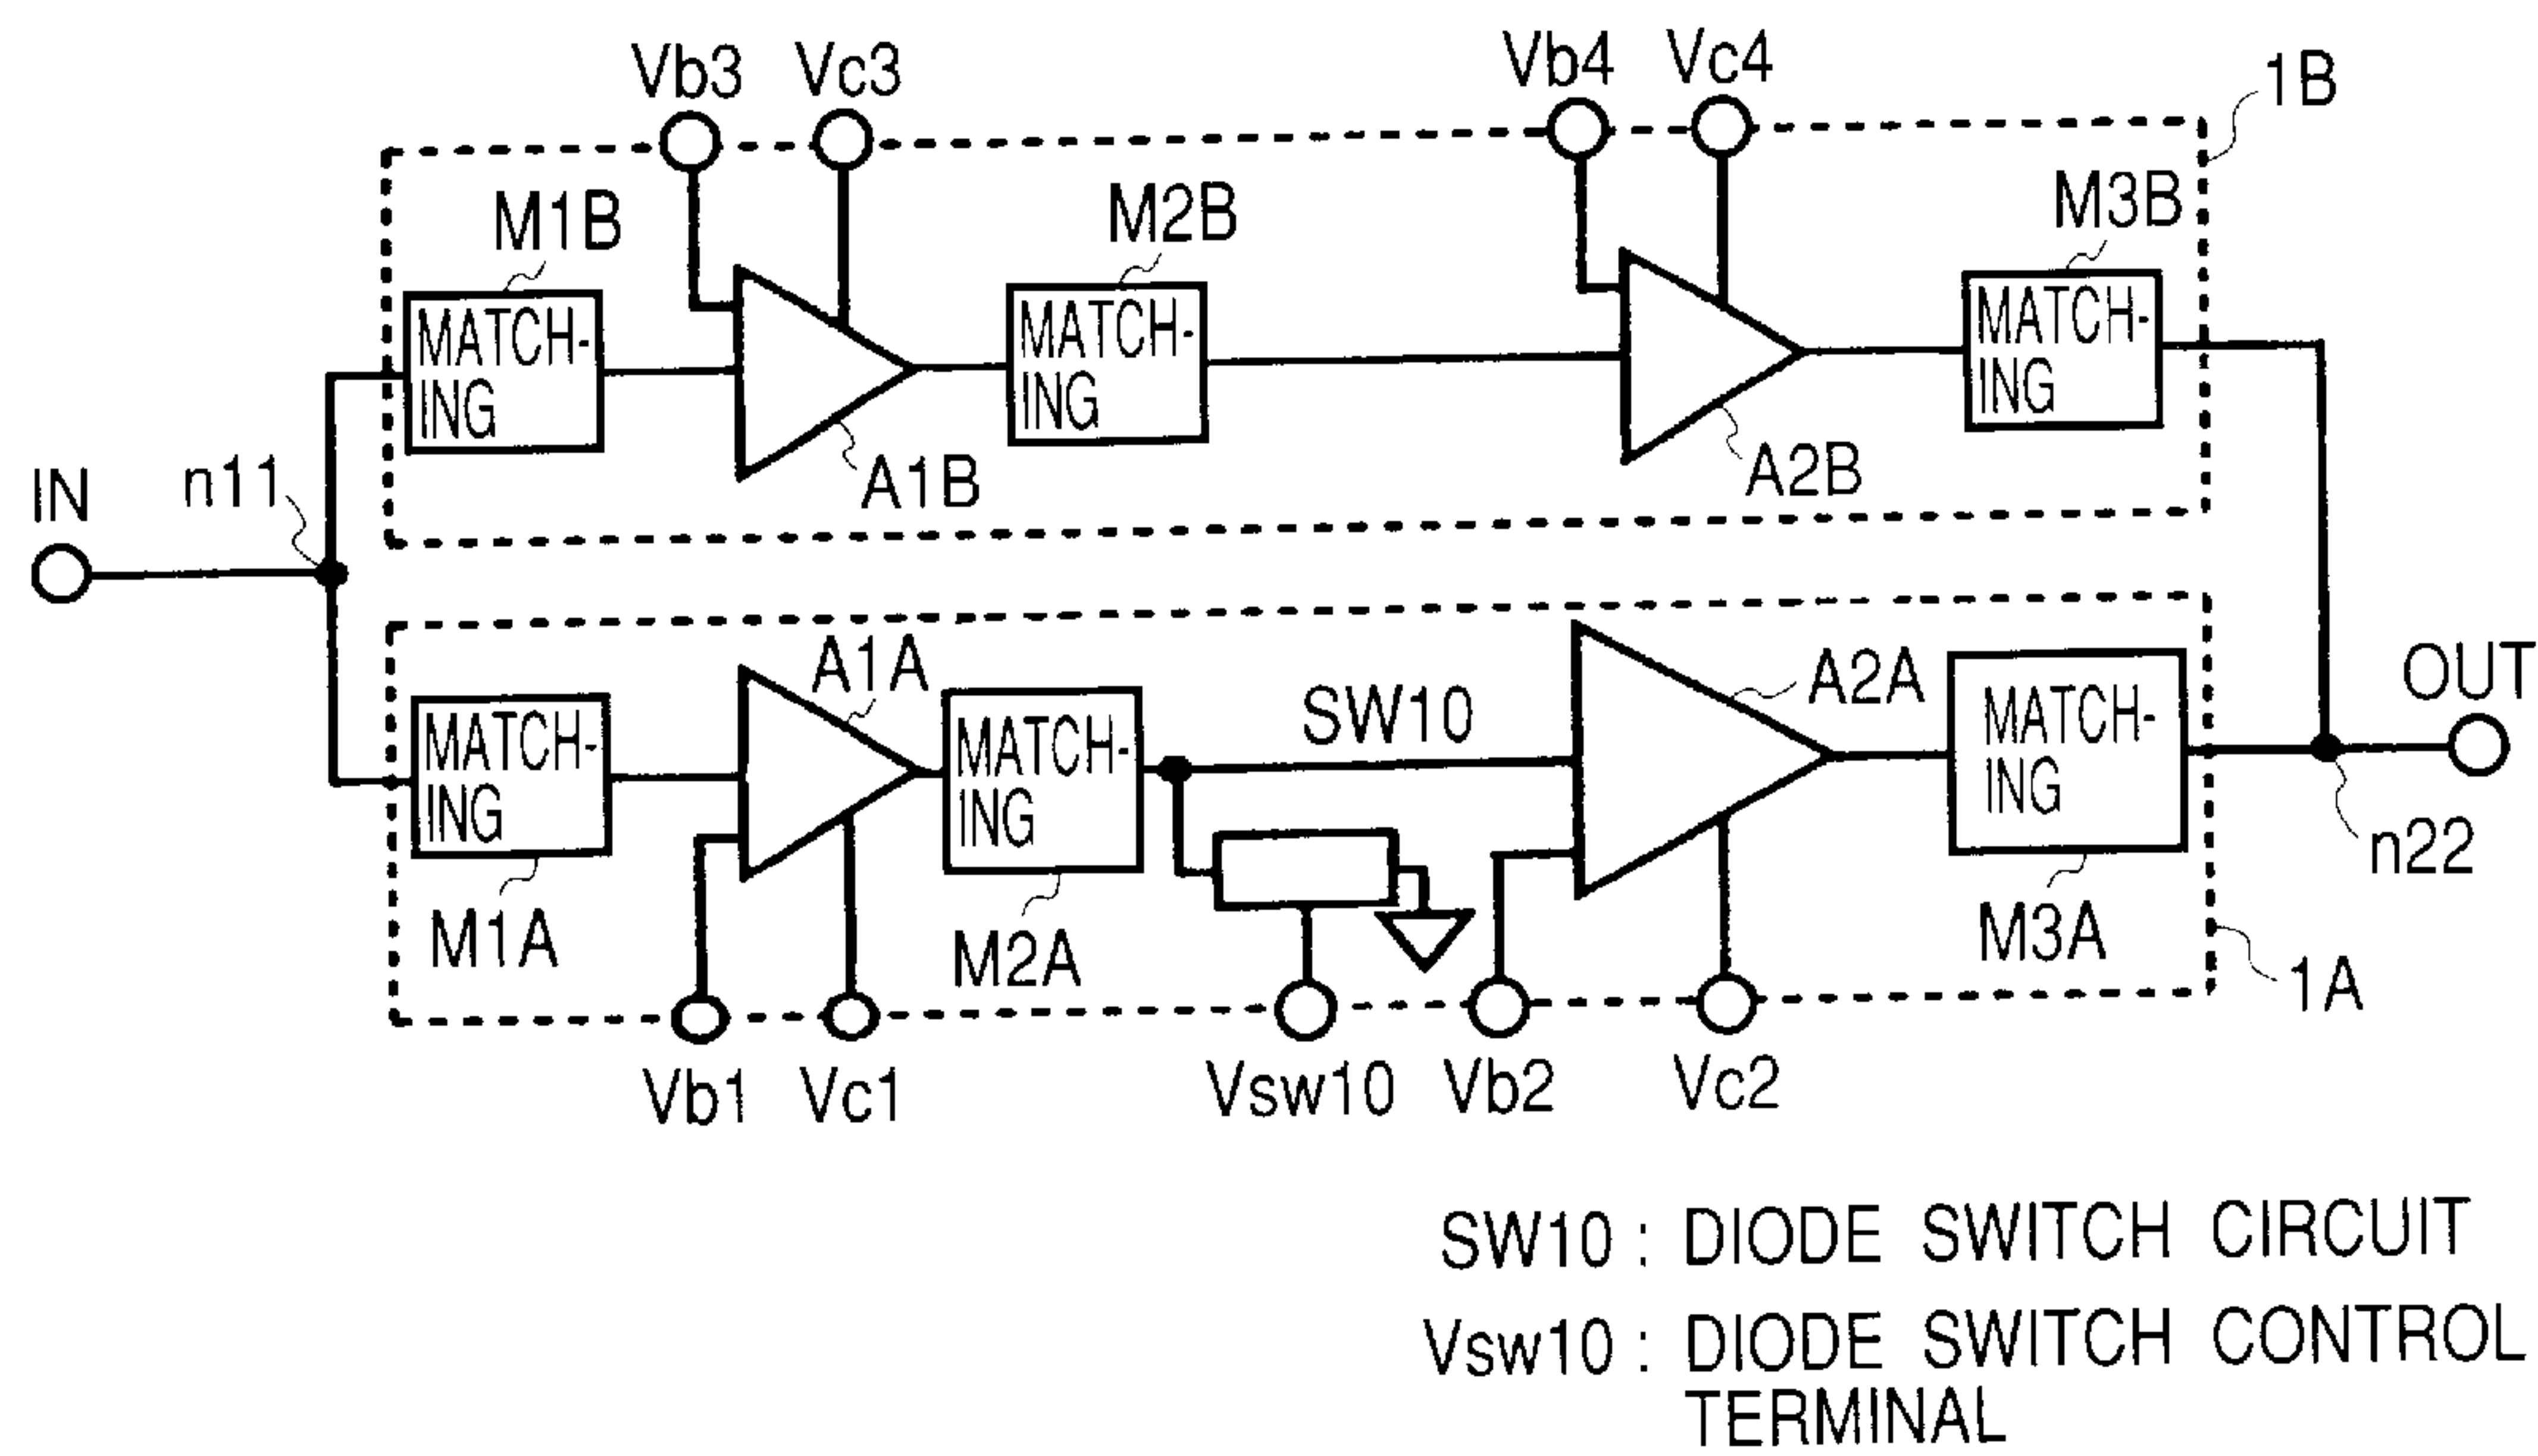 Vb3 Vc3 Vb4 Vc4
1B
M1B M2B M3B
MATCH-
ING
MATCH-
ING
MATCH-
ING
A1B A2B
IN n11
A1A A2A
OUT
SW10
MATCH-
ING
MATCH-
ING
MATCH-
ING
n22
M1A M2A M3A
1A
Vb1 Vc1 Vsw10 Vb2 Vc2
SW10 : DIODE SWITCH CIRCUIT
Vsw10 : DIODE SWITCH CONTROL
TERMINAL